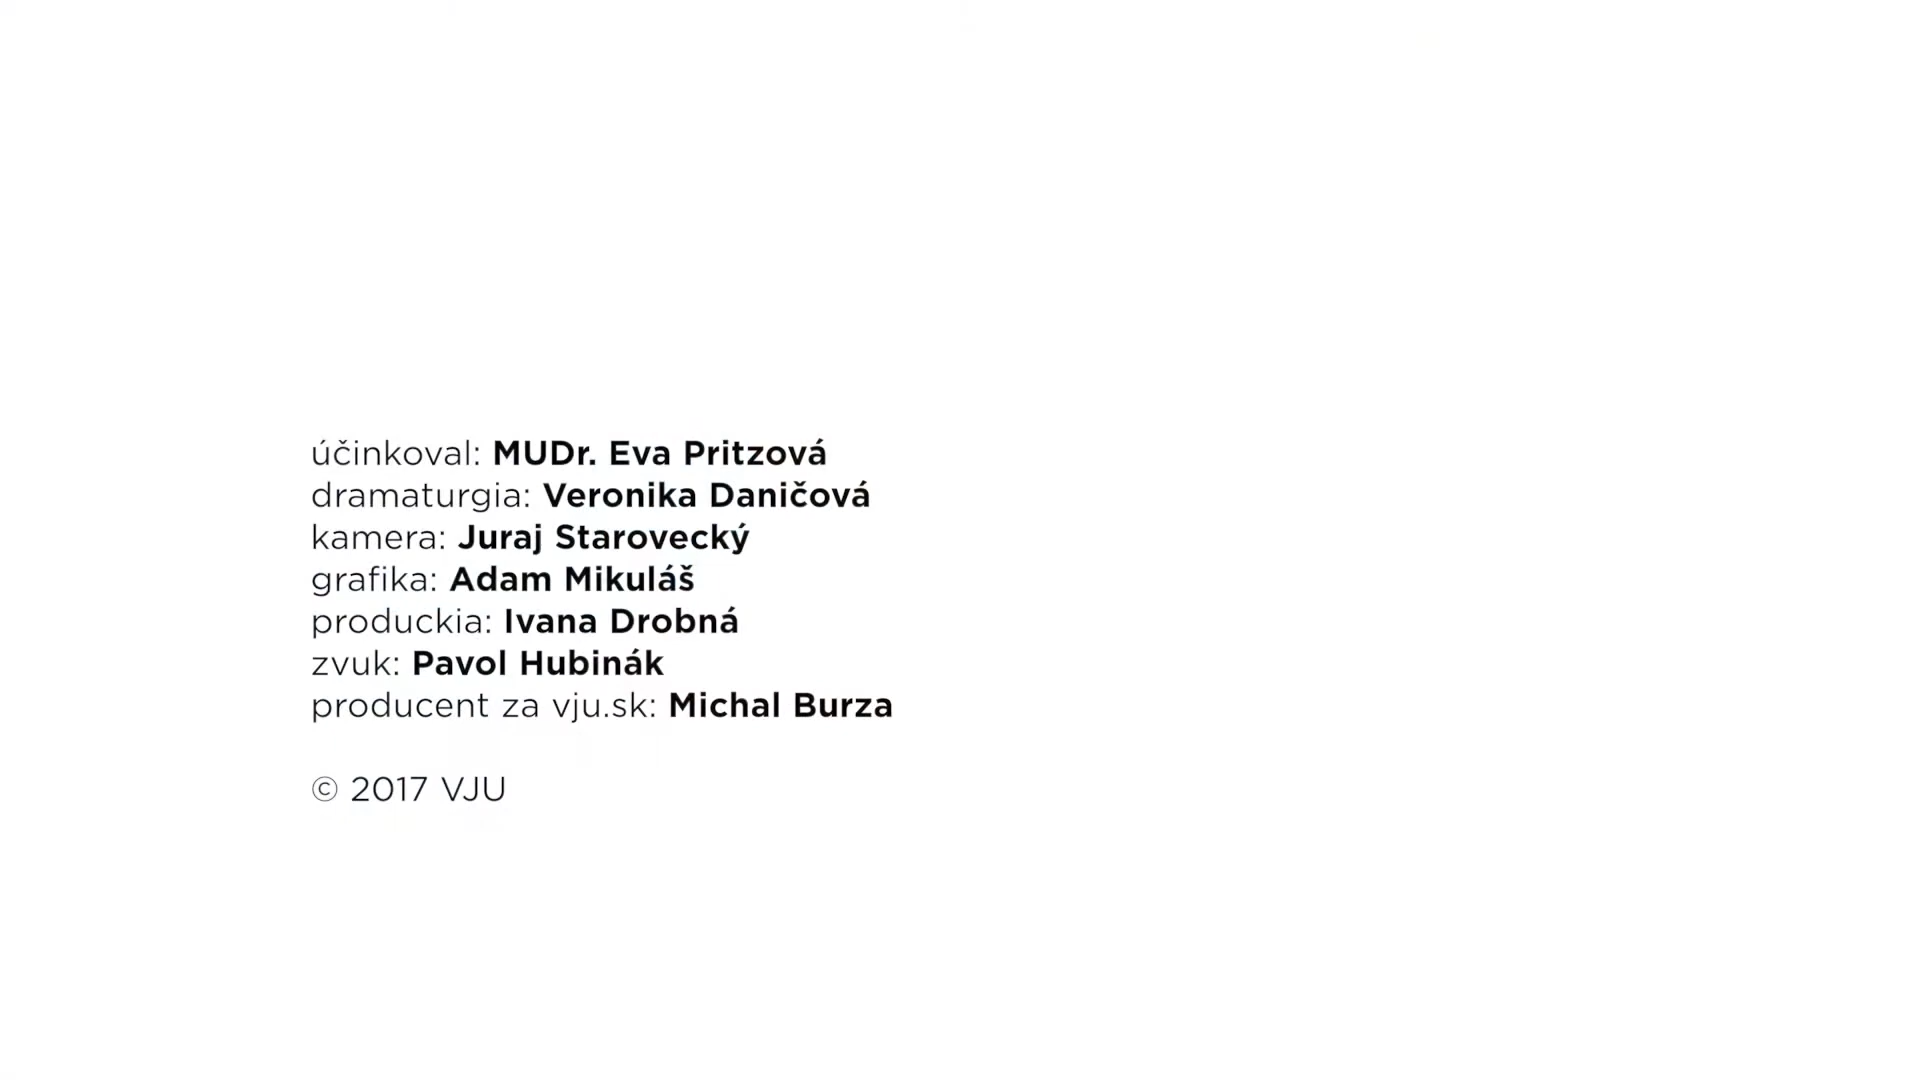 účinkoval: MUDr. Eva Pritzová
dramaturgia: Veronika Daničová
kamera: Juraj Starovecký
grafika: Adam Mikuláš
produckia: Ivana Drobná
zvuk: Pavol Hubinák
producent za vju.sk: Michal Burza
© 2017 VJU